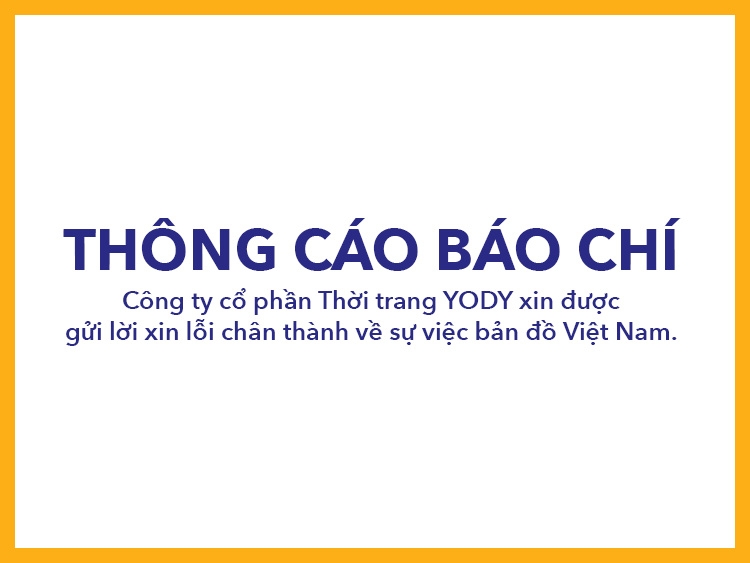 THÔNG CÁO BÁO CHÍ
Công ty cổ phần Thời trang YODY xin được
gửi lời xin lỗi chân thành về sự việc bản đồ Việt Nam.